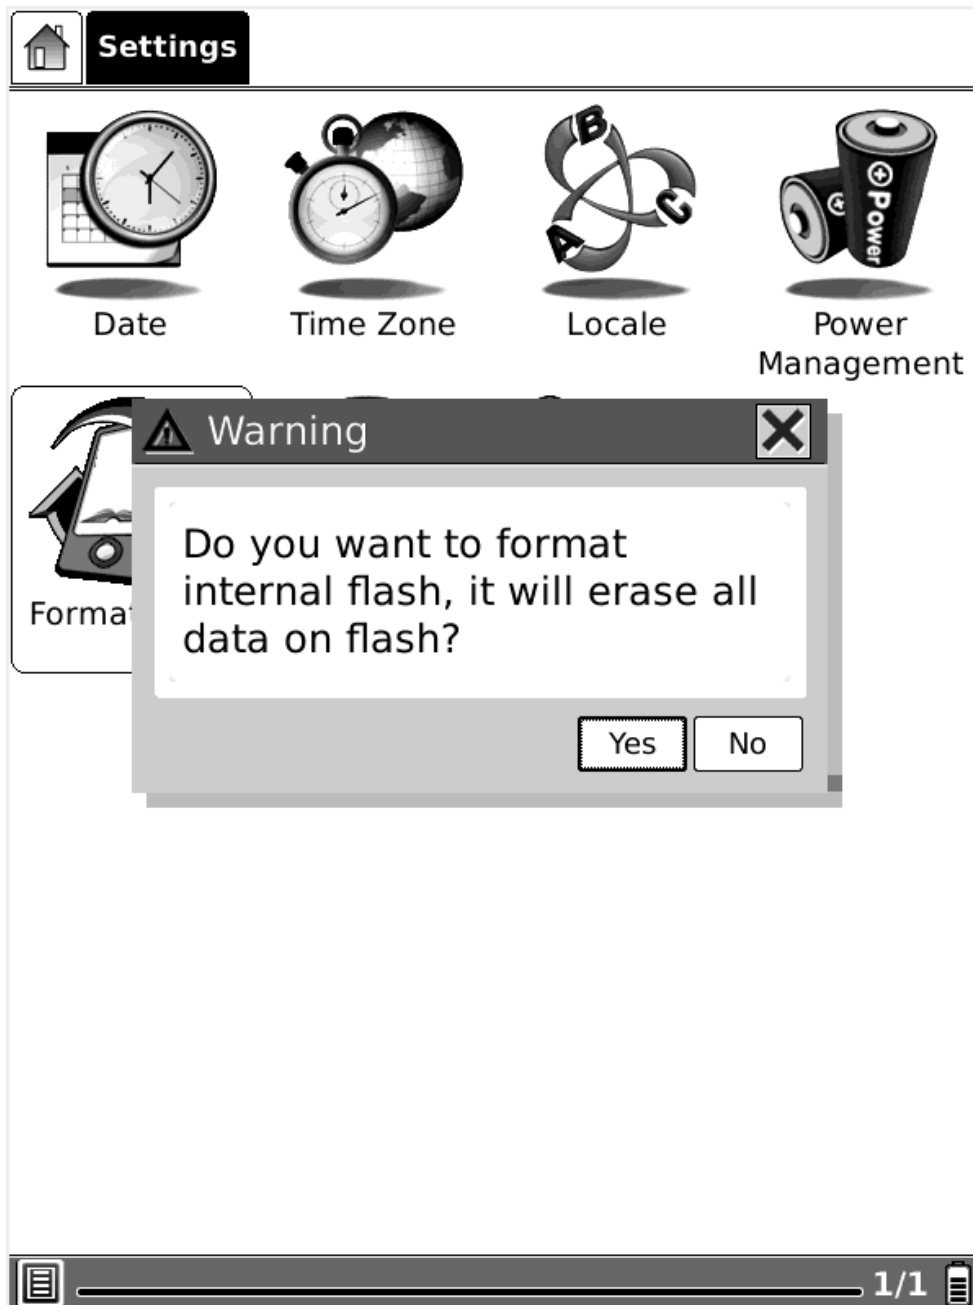 Settings
B
C
A
Power
Date
Time Zone
Locale
Power
Management
Warning
Do you want to format
internal flash, it will erase all
data on flash?
Yes
No
1/1